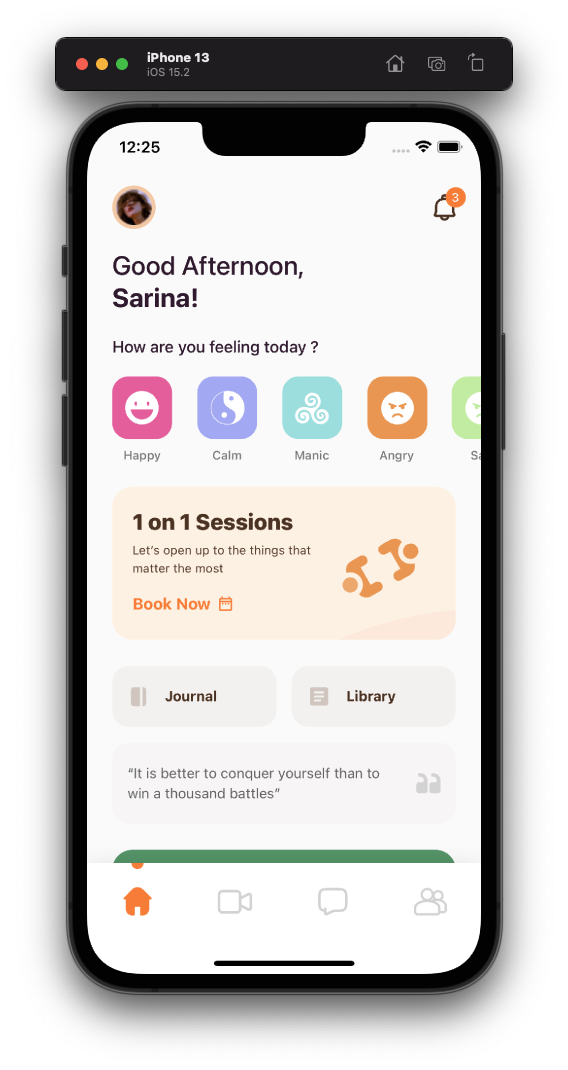 iPhone 13
iOS 15.2
12:25
3
Good Afternoon,
Sarina!
How are you feeling today ?
Happy
Calm
Manic
Angry
1 on 1 Sessions
Let’s open up to the things that
matter the most
Book Now
Journal
Library
“It is better to conquer yourself than to
win a thousand battles”